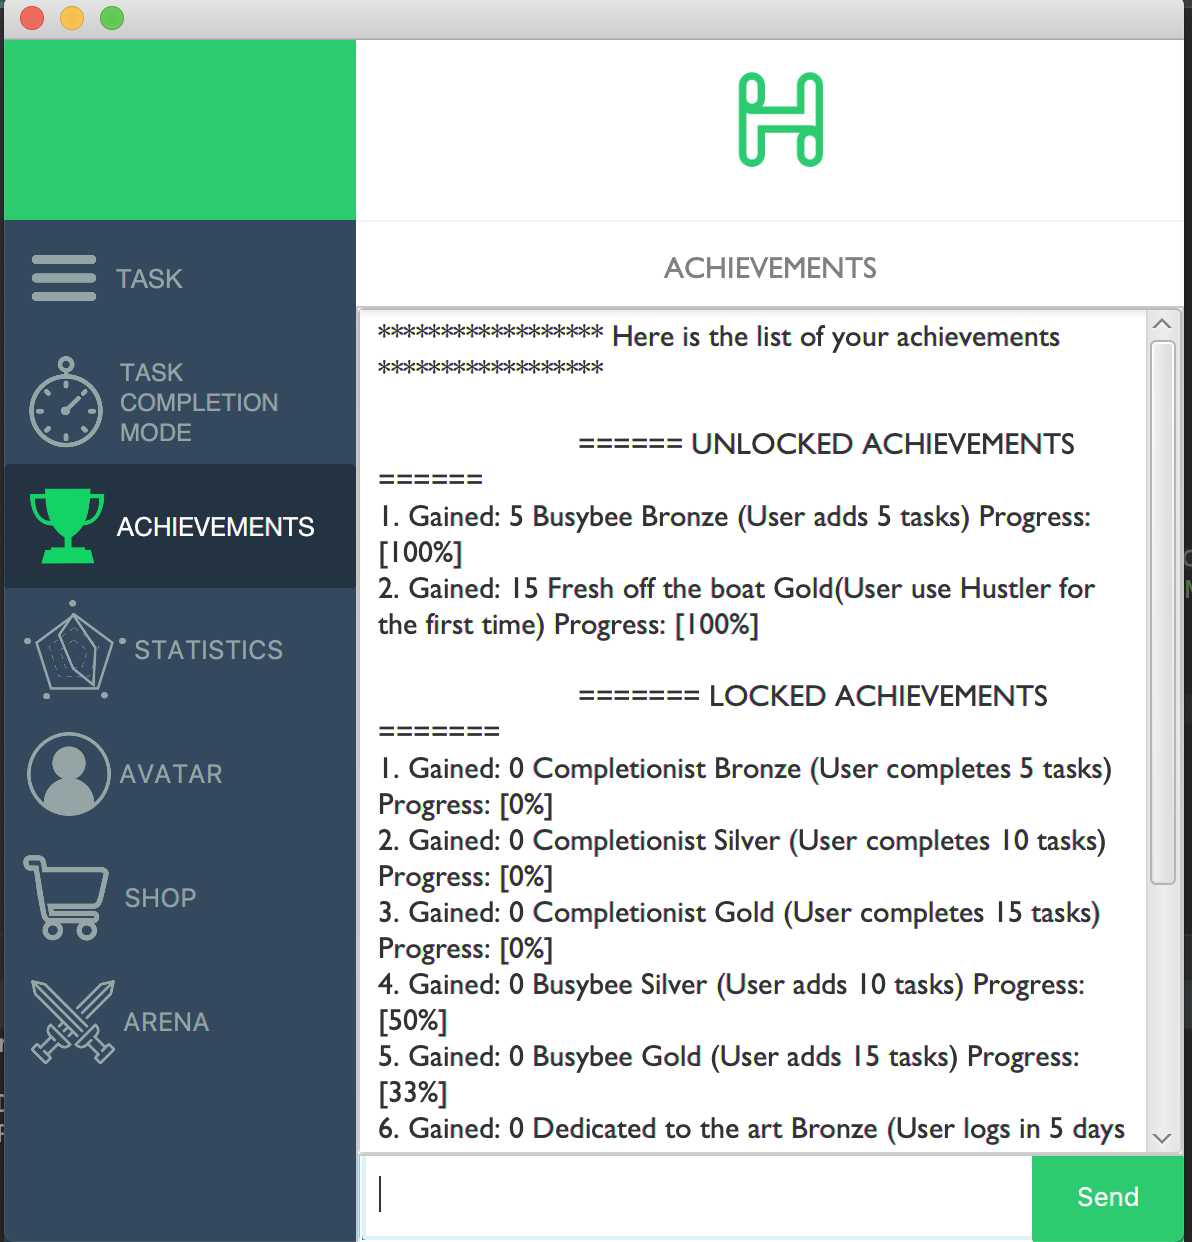 ACHIEVEMENTS
TASK
TASK
COMPLETION
MODE
ACHIEVEMENTS
STATISTICS
AVATAR
SHOP
ARENA
****************** Here is the list of your achievements
******************
====== UNLOCKED ACHIEVEMENTS
======
1. Gained: 5 Busybee Bronze (User adds 5 tasks) Progress:
[100%]
2. Gained: 15 Fresh off the boat Gold(User use Hustler for
the first time) Progress: [100%]
======= LOCKED ACHIEVEMENTS
=======
1. Gained: 0 Completionist Bronze (User completes 5 tasks)
Progress: [0%]
2. Gained: 0 Completionist Silver (User completes 10 tasks)
Progress: [0%]
3. Gained: 0 Completionist Gold (User completes 15 tasks)
Progress: [0%]
4. Gained: 0 Busybee Silver (User adds 10 tasks) Progress:
[50%]
5. Gained: 0 Busybee Gold (User adds 15 tasks) Progress:
[33%]
6. Gained: 0 Dedicated to the art Bronze (User logs in 5 days
Send